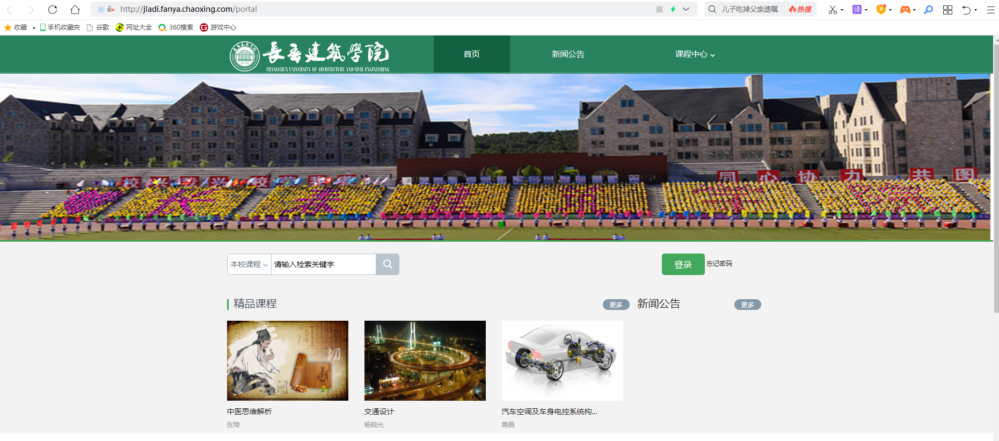 http://jladi.fanya.chaoxing.com/portal
儿子吃掉父亲遗嘱
热搜
译
收藏
手机收藏夹
谷歌
网址大全
360搜索
游戏中心
長春建筑學院
CHANGCHUN UNIVERSITY OF ARCHITECTURE AND CIVIL ENGINEERING
首页
新闻公告
课程中心
同心协力 共图
本校课程
请输入检索关键字
登录
忘记密码
精品课程
更多
新闻公告
更多
中医思维解析
交通设计
汽车空调及车身电控系统构...
张琦
杨晓光
蒋晶